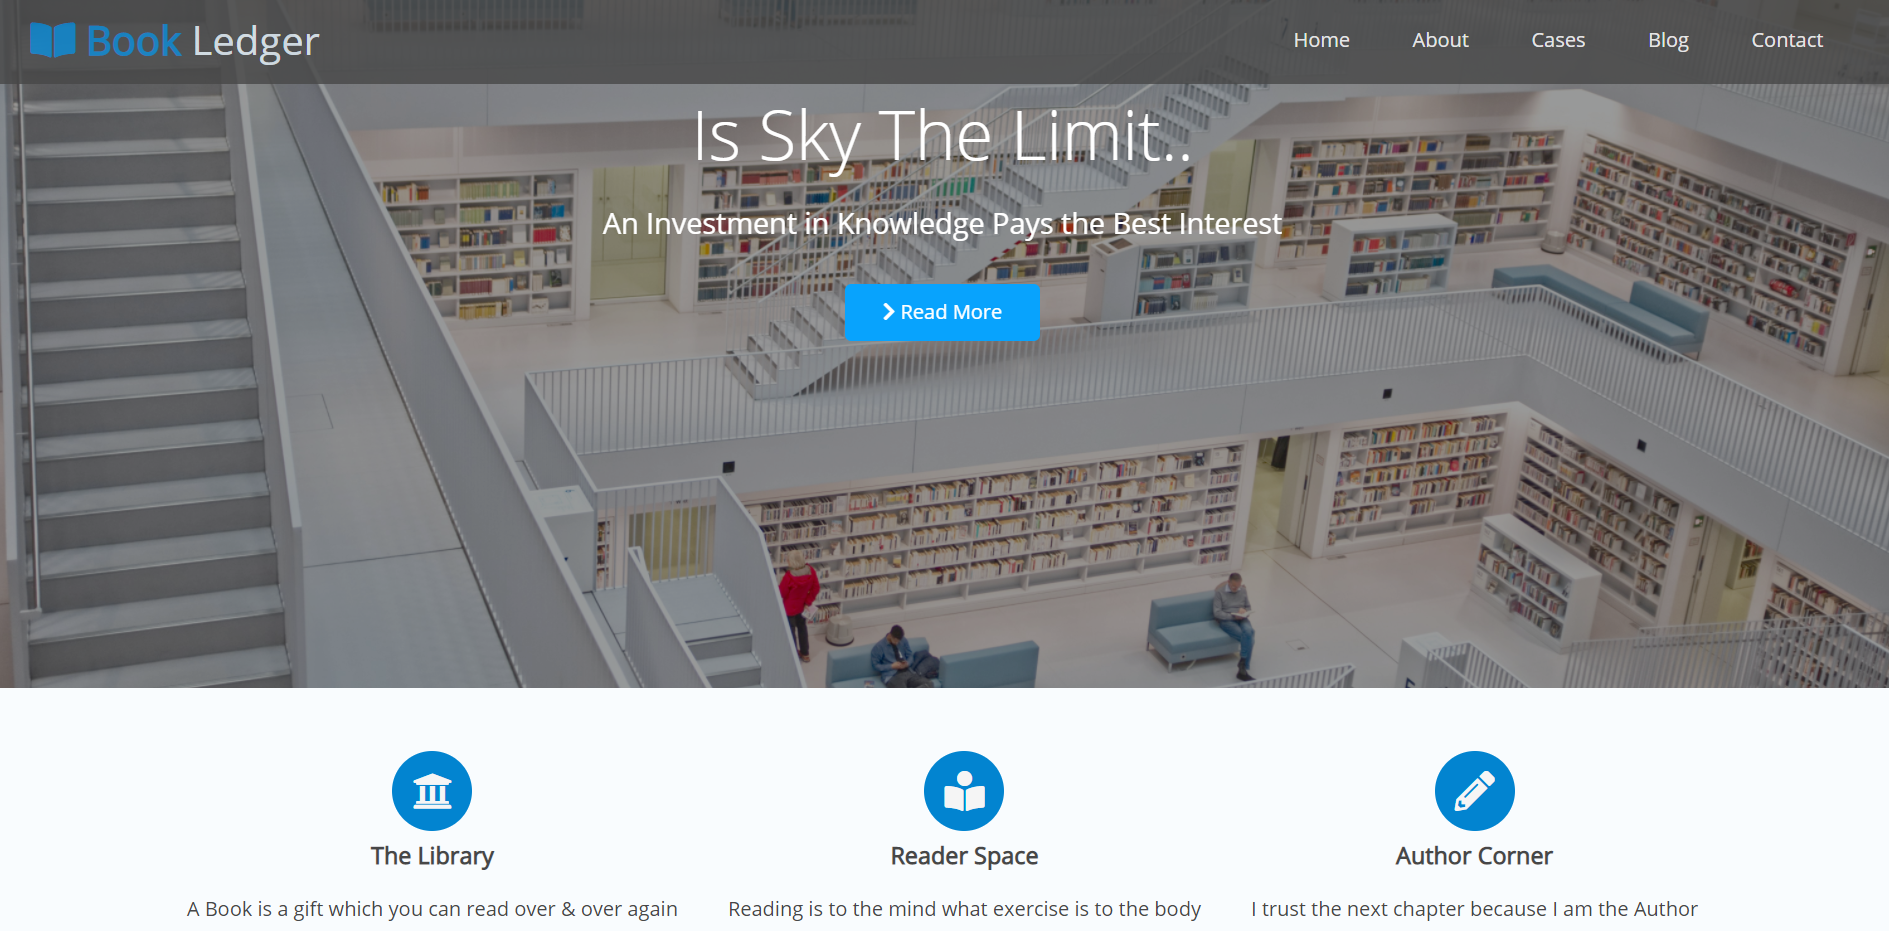 Book Ledger
Home
About
Cases
Blog
Contact
Is Sky The Limit..
An Investment in Knowledge Pays the Best Interest
Read More
The Library
A Book is a gift which you can read over & over again
Reader Space
Reading is to the mind what exercise is to the body
Author Corner
I trust the next chapter because I am the Author